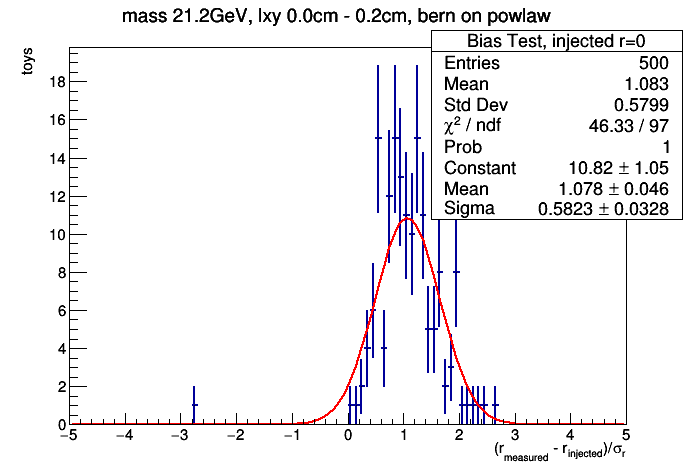 mass 21.2GeV, lxy 0.0cm - 0.2cm, bern on powlaw
Bias Test, injected r=0
Entries 500
Mean 1.083
Std Dev 0.5799
χ² / ndf 46.33 / 97
Prob 1
Constant 10.82 ± 1.05
Mean 1.078 ± 0.046
Sigma 0.5823 ± 0.0328
toys
18
16
14
12
10
8
6
4
2
0
−5 −4 −3 −2 −1 0 1 2 3 4 5
(r_measured - r_injected)/σ_r